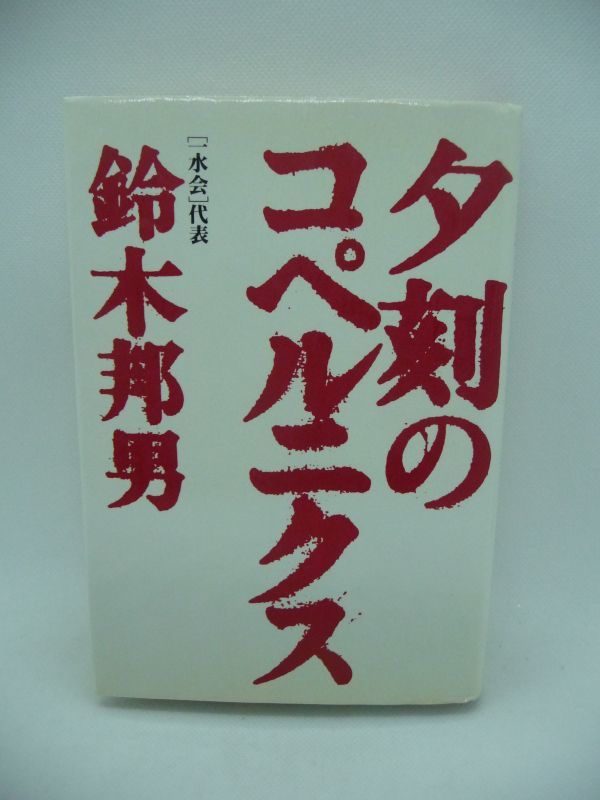 夕刻の
コペルニクス
[一水会]代表
鈴木邦男